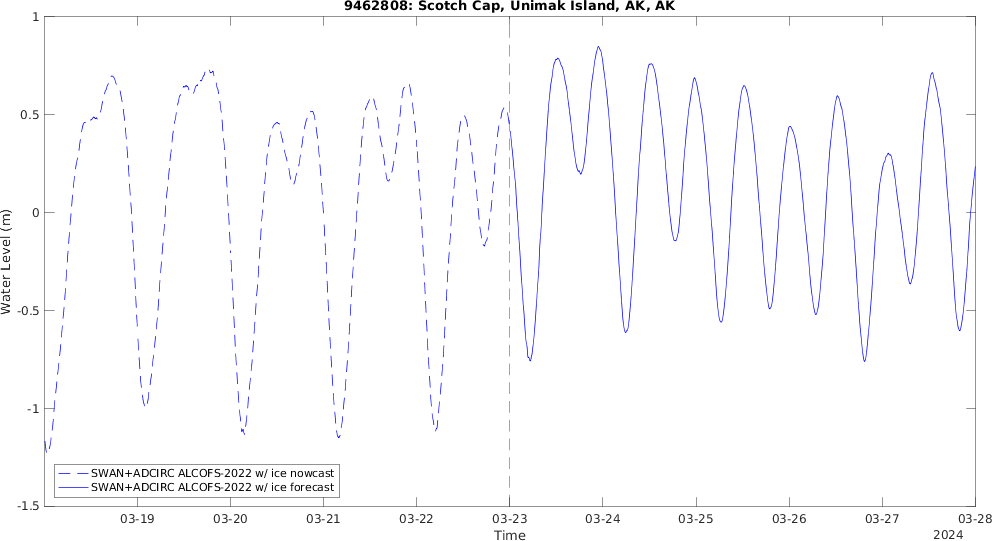 9462808: Scotch Cap, Unimak Island, AK, AK
1
0.5
0
-0.5
-1
-1.5
Water Level (m)
SWAN+ADCIRC ALCOFS-2022 w/ ice nowcast
SWAN+ADCIRC ALCOFS-2022 w/ ice forecast
03-19 03-20 03-21 03-22 03-23 03-24 03-25 03-26 03-27 03-28
Time
2024